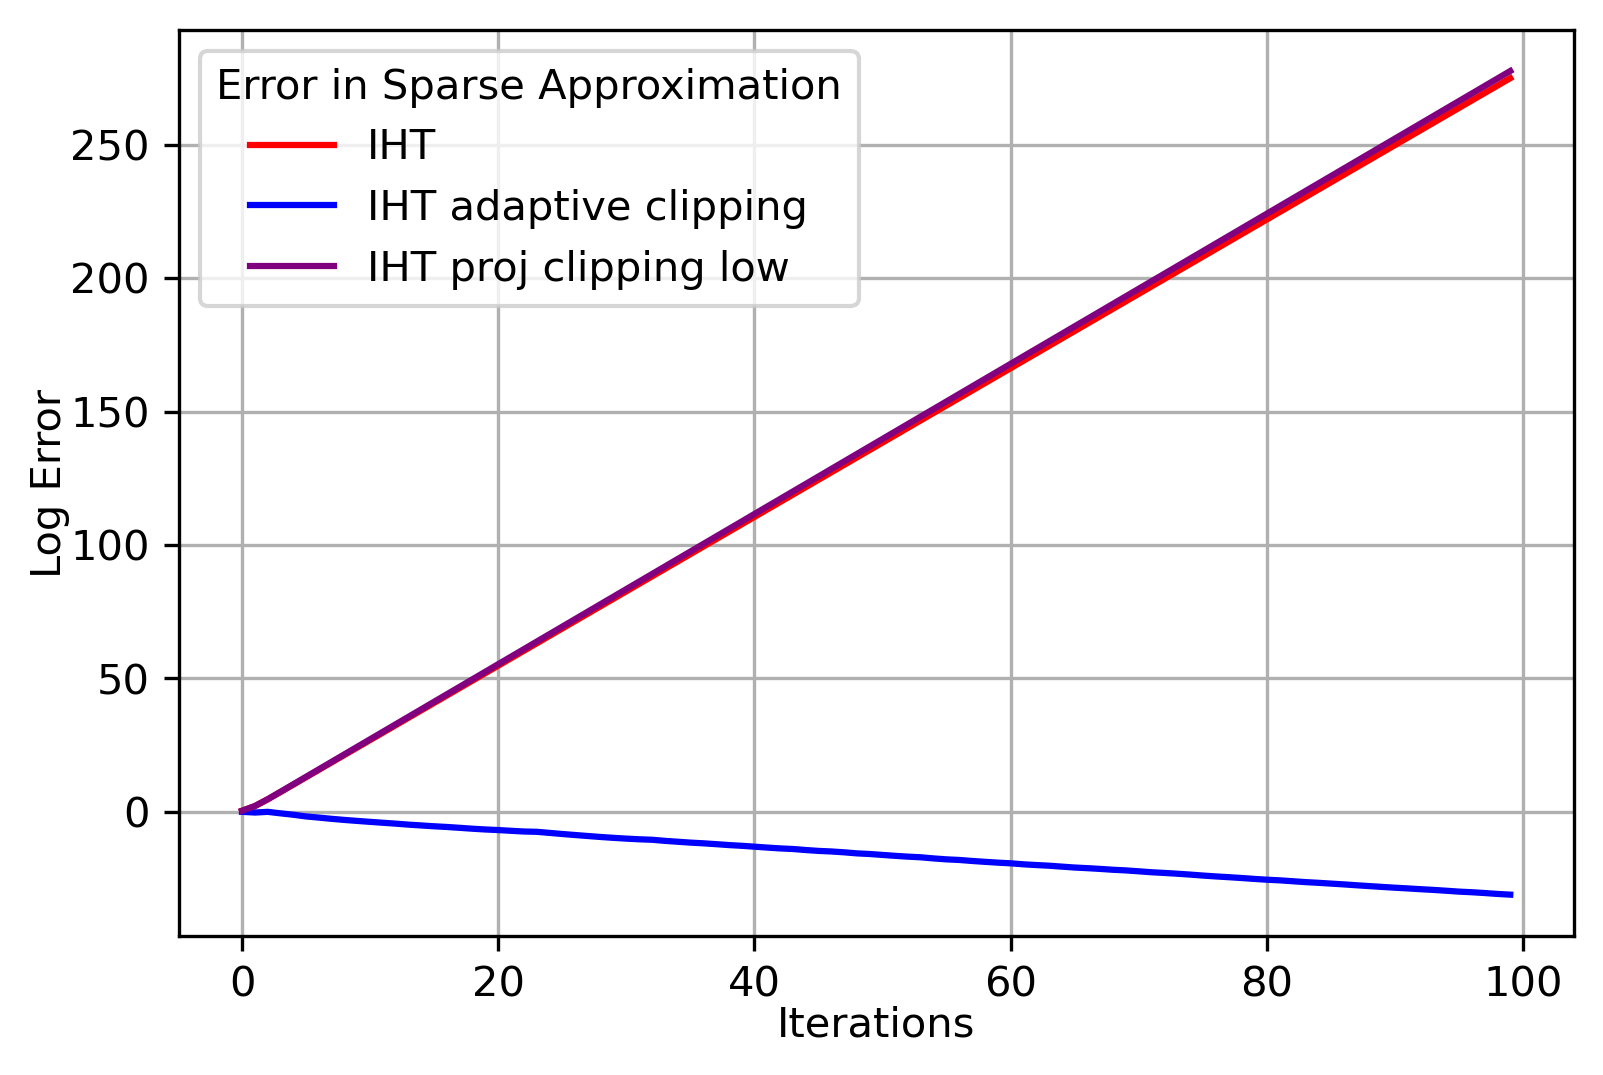 Error in Sparse Approximation
IHT
IHT adaptive clipping
IHT proj clipping low
Log Error
250
200
150
100
50
0
0 20 40 60 80 100
Iterations